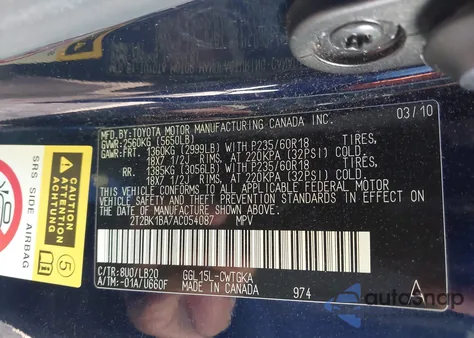 MFD.BY:TOYOTA MOTOR MANUFACTURING CANADA INC. 03/10
GVWR:2560KG (5650LB)
GAWR:FRT. 1360KG (2999LB) WITH P235/60R18 TIRES,
18X7 1/2J RIMS, AT 220KPA (32PSI) COLD
RR. 1385KG (3056LB) WITH P235/60R18 TIRES,
18X7 1/2J RIMS, AT 220KPA (32PSI) COLD
THIS VEHICLE CONFORMS TO ALL APPLICABLE FEDERAL MOTOR
VEHICLE SAFETY AND THEFT PREVENTION STANDARDS IN EFFECT ON
THE DATE OF MANUFACTURE SHOWN ABOVE.
2T2BK1BA7AC054087 MPV
C/TR:8U0/LB20 GGL15L-CWTGKA
A/TM:-01A/U660F MADE IN CANADA 974 A
SRS SIDE AIRBAG
CAUTION
ATTENTION
ACHTUNG
5
autosnap